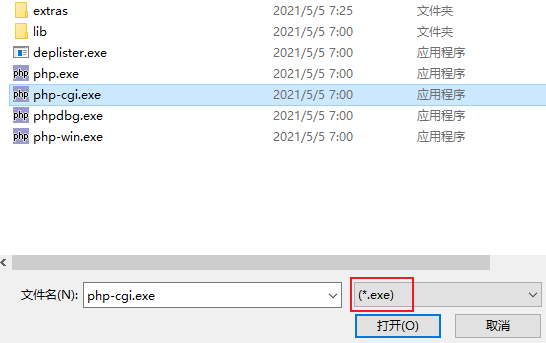 extras 2021/5/5 7:25 文件夹
lib 2021/5/5 7:00 文件夹
deplister.exe 2021/5/5 7:00 应用程序
php php.exe 2021/5/5 7:00 应用程序
php php-cgi.exe 2021/5/5 7:00 应用程序
php phpdbg.exe 2021/5/5 7:00 应用程序
php php-win.exe 2021/5/5 7:00 应用程序
文件名(N): php-cgi.exe (*.exe)
打开(O) 取消